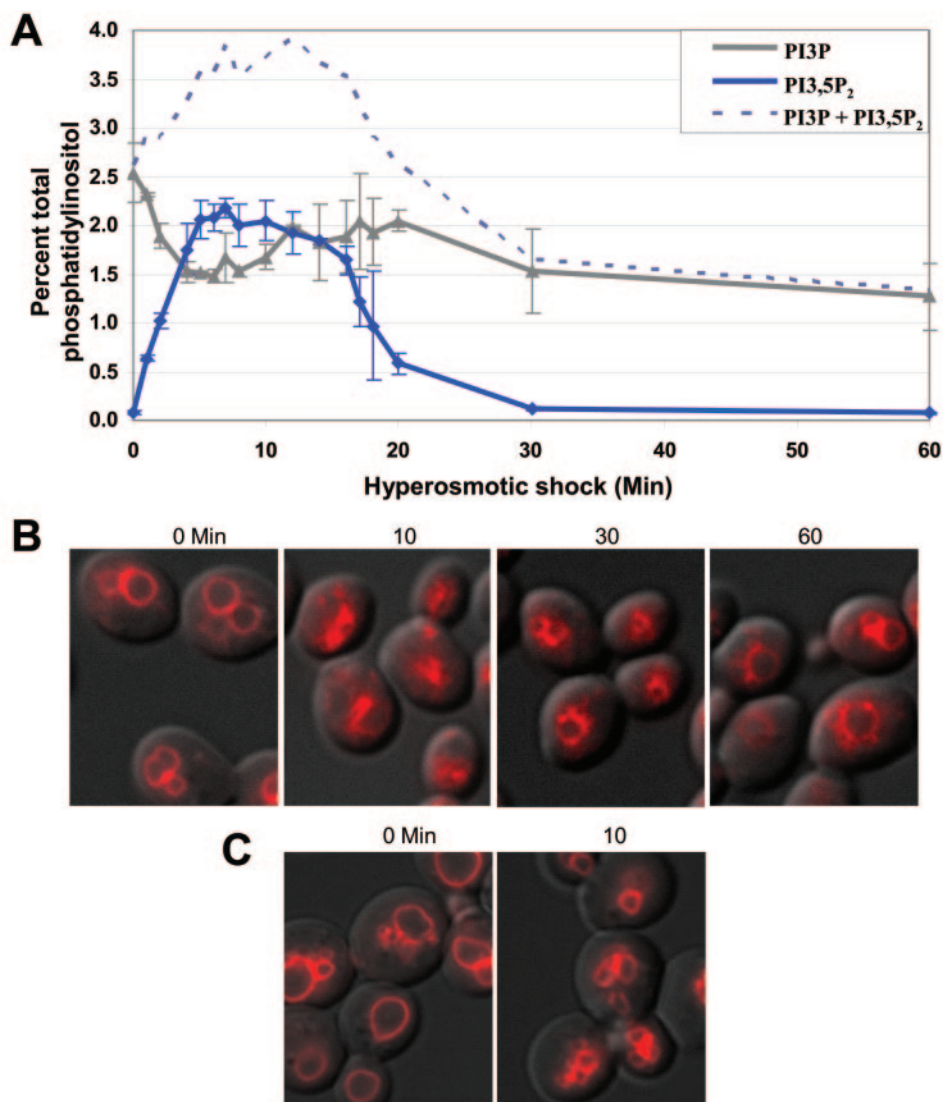 A
4.0
3.5
3.0
2.5
2.0
1.5
1.0
0.5
0.0
Percent total
phosphatidylinositol
PI3P
PI3,5P₂
PI3P + PI3,5P₂
0 10 20 30 40 50 60
Hyperosmotic shock (Min)
B
0 Min 10 30 60
C
0 Min 10